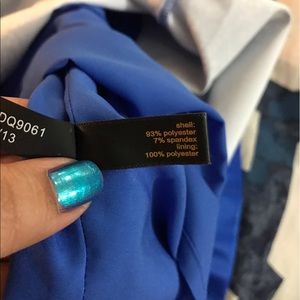 DQ9061
/13
shell:
93% polyester
7% spandex
lining:
100% polyester